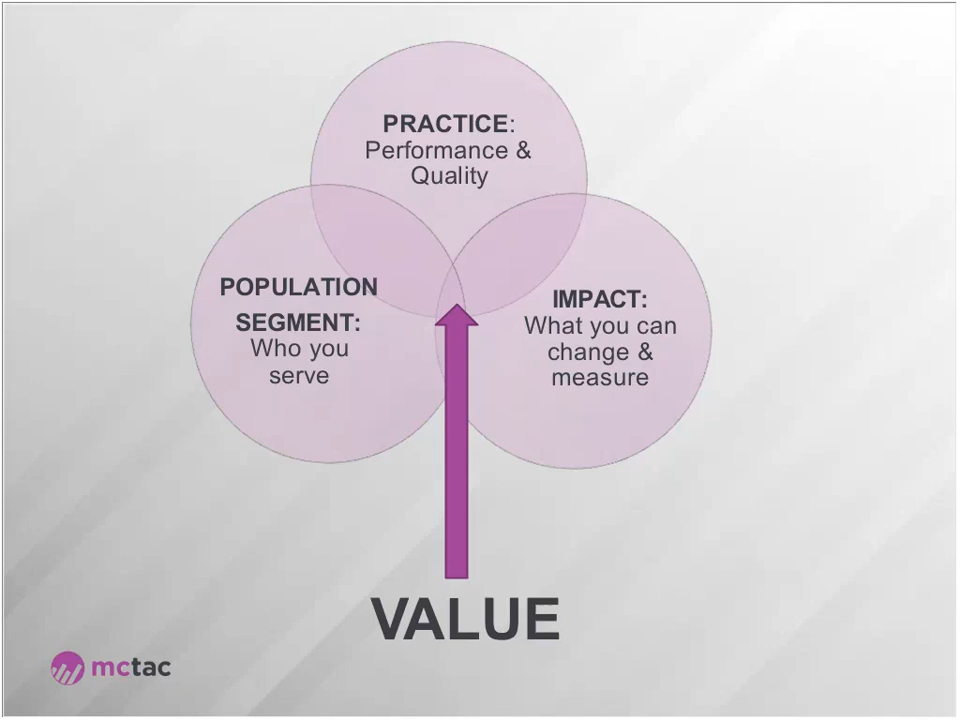 PRACTICE:
Performance &
Quality
POPULATION
SEGMENT:
Who you
serve
IMPACT:
What you can
change &
measure
VALUE
mctac